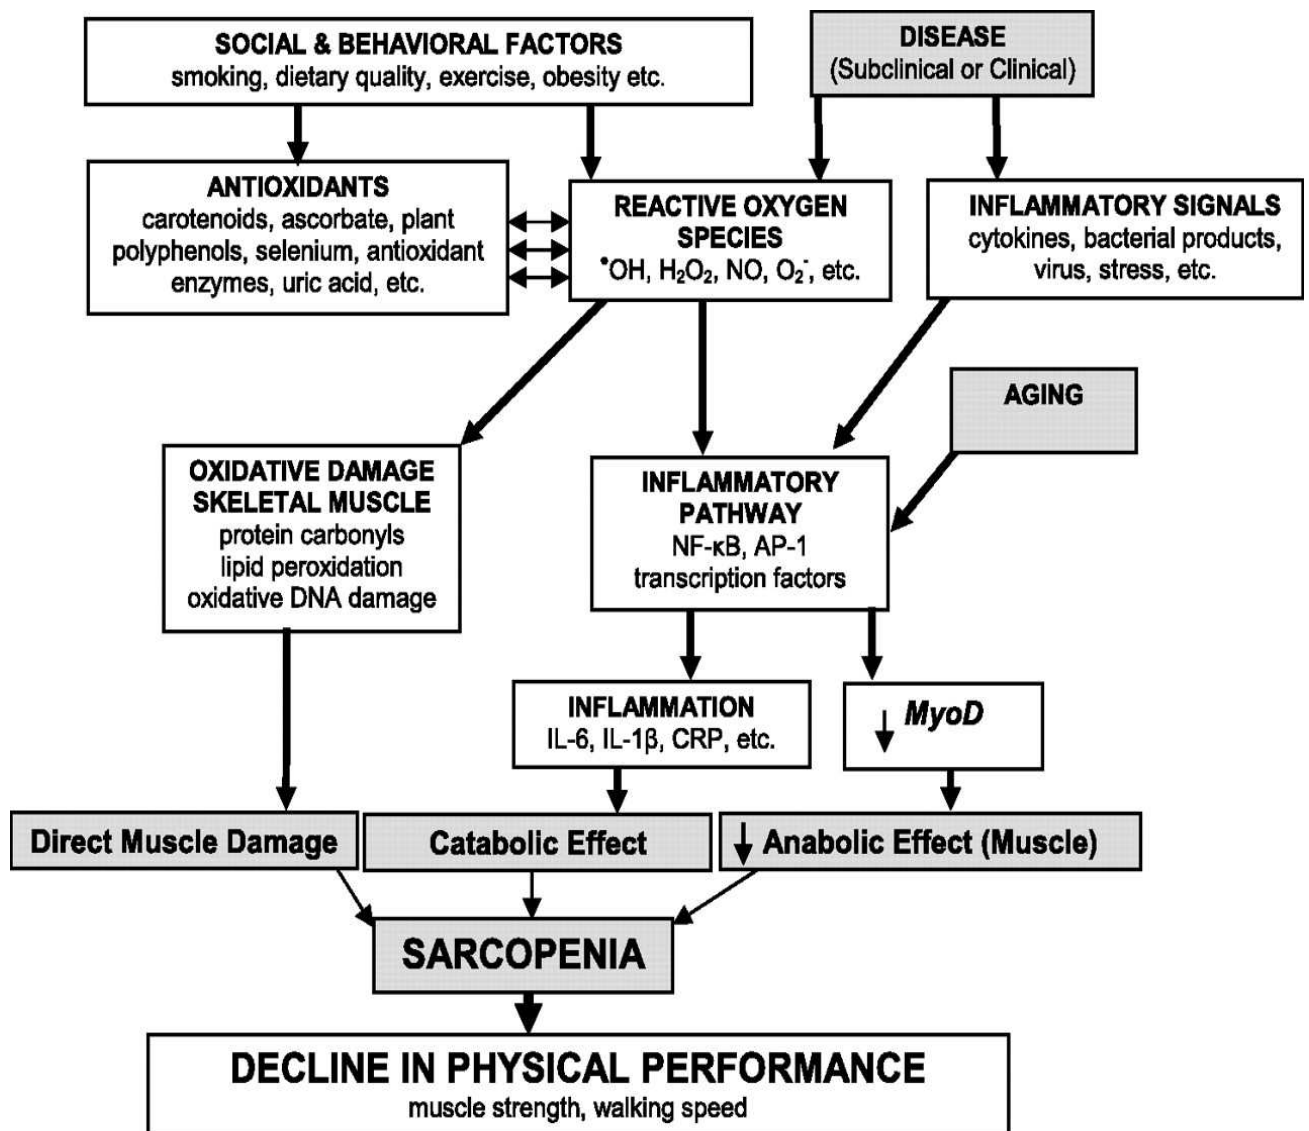 SOCIAL & BEHAVIORAL FACTORS
smoking, dietary quality, exercise, obesity etc.
DISEASE
(Subclinical or Clinical)
ANTIOXIDANTS
carotenoids, ascorbate, plant
polyphenols, selenium, antioxidant
enzymes, uric acid, etc.
REACTIVE OXYGEN
SPECIES
•OH, H₂O₂, NO, O₂⁻, etc.
INFLAMMATORY SIGNALS
cytokines, bacterial products,
virus, stress, etc.
AGING
OXIDATIVE DAMAGE
SKELETAL MUSCLE
protein carbonyls
lipid peroxidation
oxidative DNA damage
INFLAMMATORY
PATHWAY
NF-κB, AP-1
transcription factors
INFLAMMATION
IL-6, IL-1β, CRP, etc.
↓ MyoD
Direct Muscle Damage
Catabolic Effect
↓ Anabolic Effect (Muscle)
SARCOPENIA
DECLINE IN PHYSICAL PERFORMANCE
muscle strength, walking speed